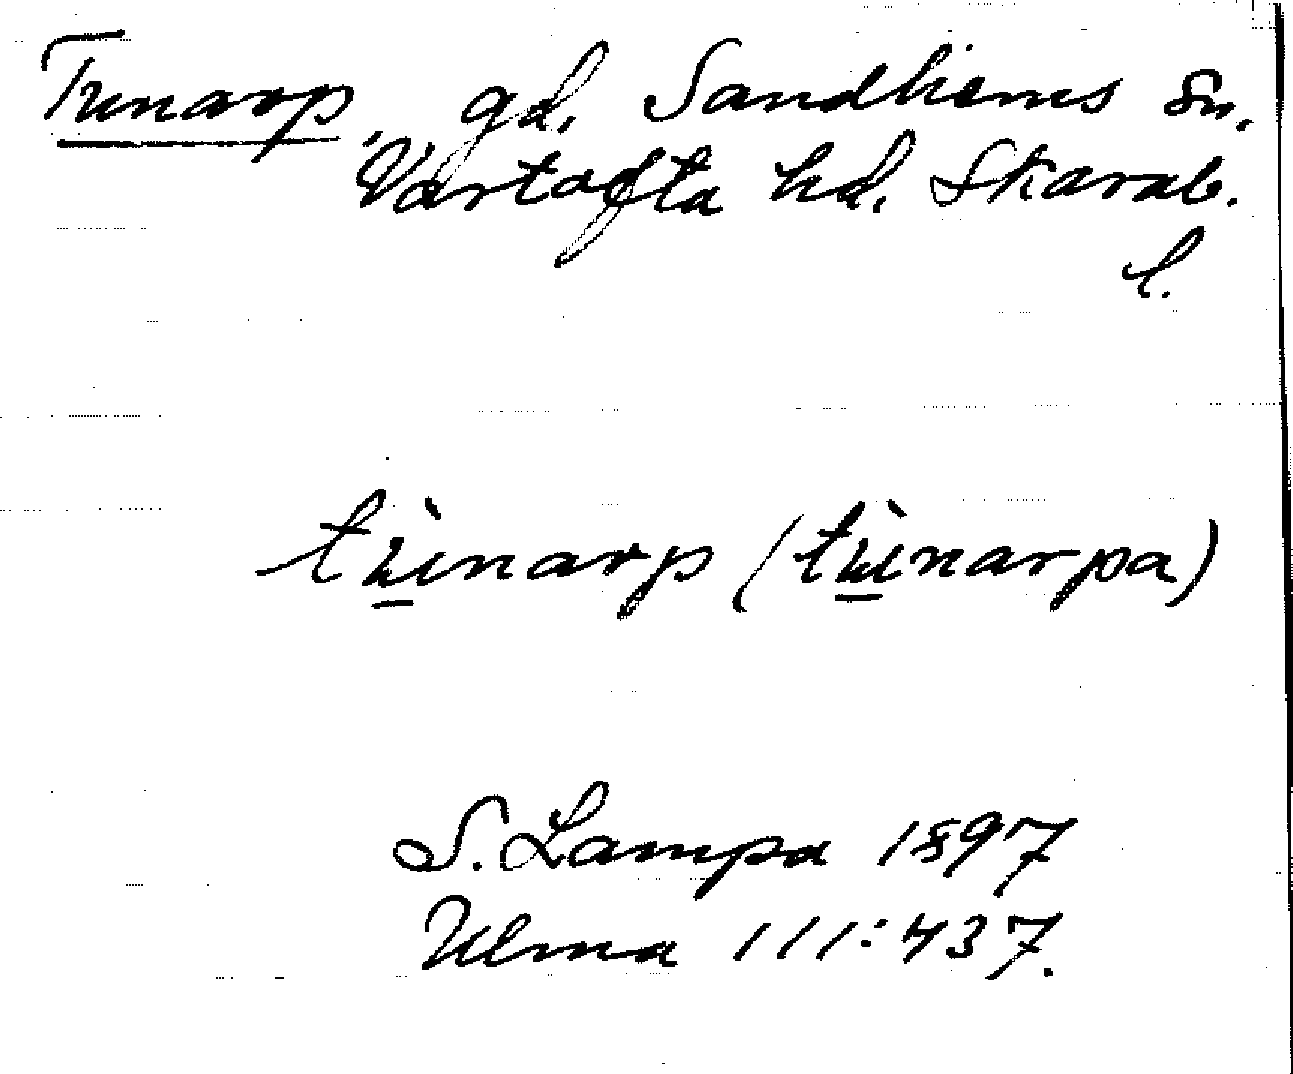 Tunarp, gd, Sandhems sn,
Vartofta hd, Skarab.
l.
tùnarp (tùnarpa)
S. Lampa 1897
Ulma 111:437.